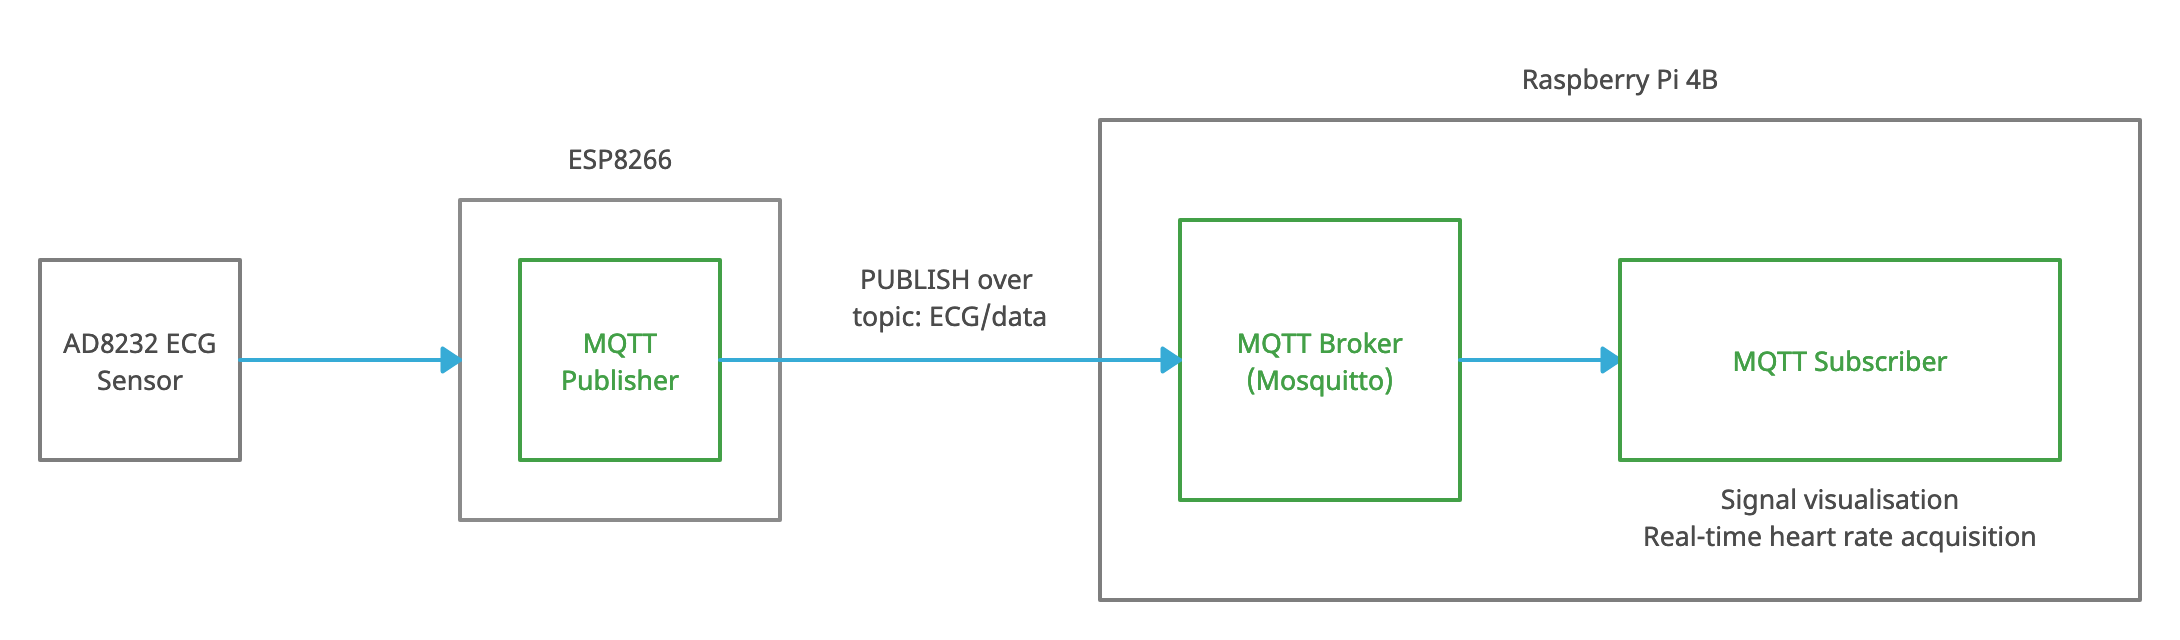 Raspberry Pi 4B
ESP8266
AD8232 ECG
Sensor
MQTT
Publisher
PUBLISH over
topic: ECG/data
MQTT Broker
(Mosquitto)
MQTT Subscriber
Signal visualisation
Real-time heart rate acquisition